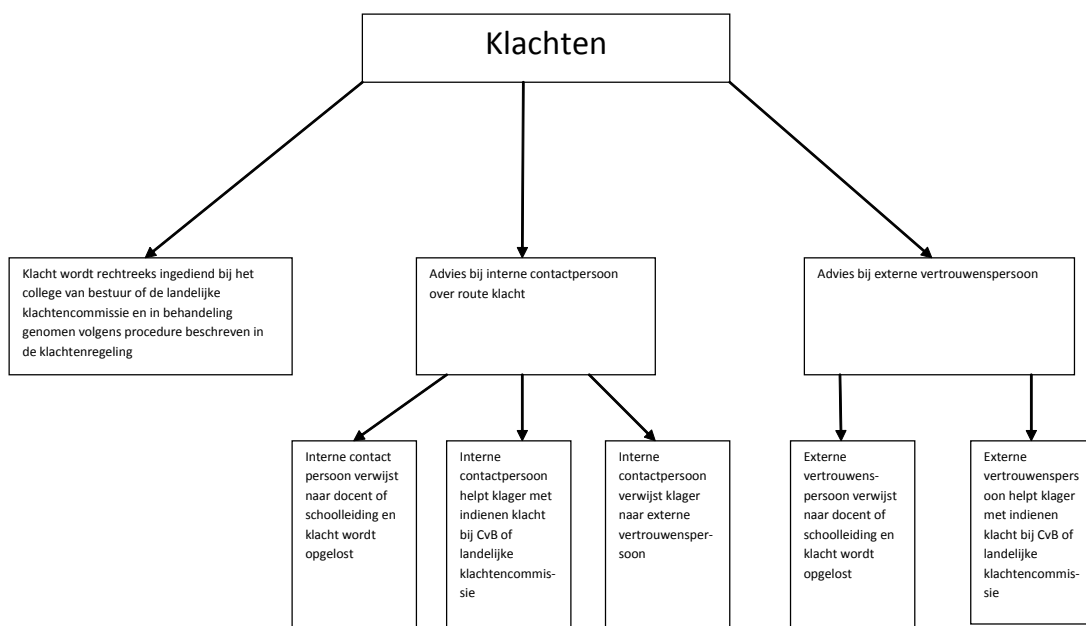 Klachten
Klacht wordt rechtreeks ingediend bij het
college van bestuur of de landelijke
klachtencommissie en in behandeling
genomen volgens procedure beschreven in
de klachtenregeling
Advies bij interne contactpersoon
over route klacht
Advies bij externe vertrouwenspersoon
Interne contact
persoon verwijst
naar docent of
schoolleiding en
klacht wordt
opgelost
Interne
contactpersoon
helpt klager met
indienen klacht
bij CvB of
landelijke
klachtencommis-
sie
Interne
contactpersoon
verwijst klager
naar externe
vertrouwensper-
soon
Externe
vertrouwens-
persoon verwijst
naar docent of
schoolleiding en
klacht wordt
opgelost
Externe
vertrouwenspers
oon helpt klager
met indienen
klacht bij CvB of
landelijke
klachtencommis-
sie